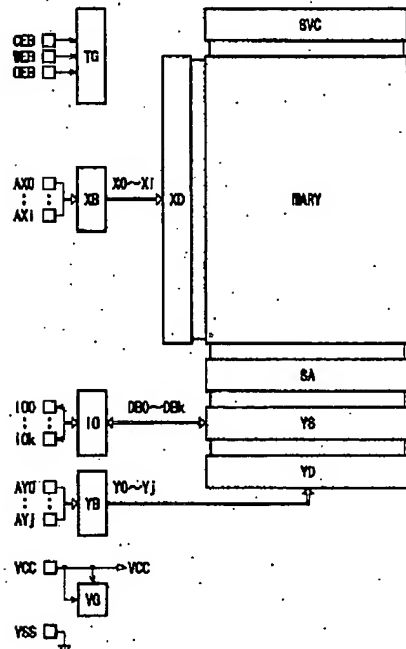 SVC
CEB
WEB
OEB
TG
AX0
AXi
XB
X0~Xi
XD
MARY
SA
IO0
IOk
IO
DB0~DBk
YS
AY0
AYj
YB
Y0~Yj
YD
VCC
VCC
VG
VSS